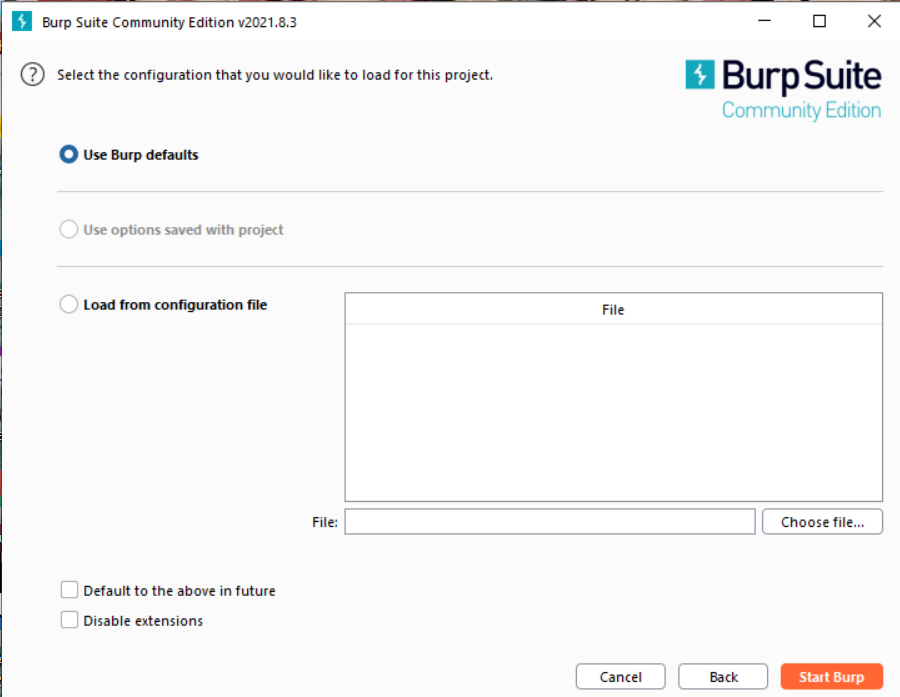 Burp Suite Community Edition v2021.8.3
Select the configuration that you would like to load for this project.
Burp Suite
Community Edition
Use Burp defaults
Use options saved with project
Load from configuration file
File
File:
Choose file...
Default to the above in future
Disable extensions
Cancel
Back
Start Burp